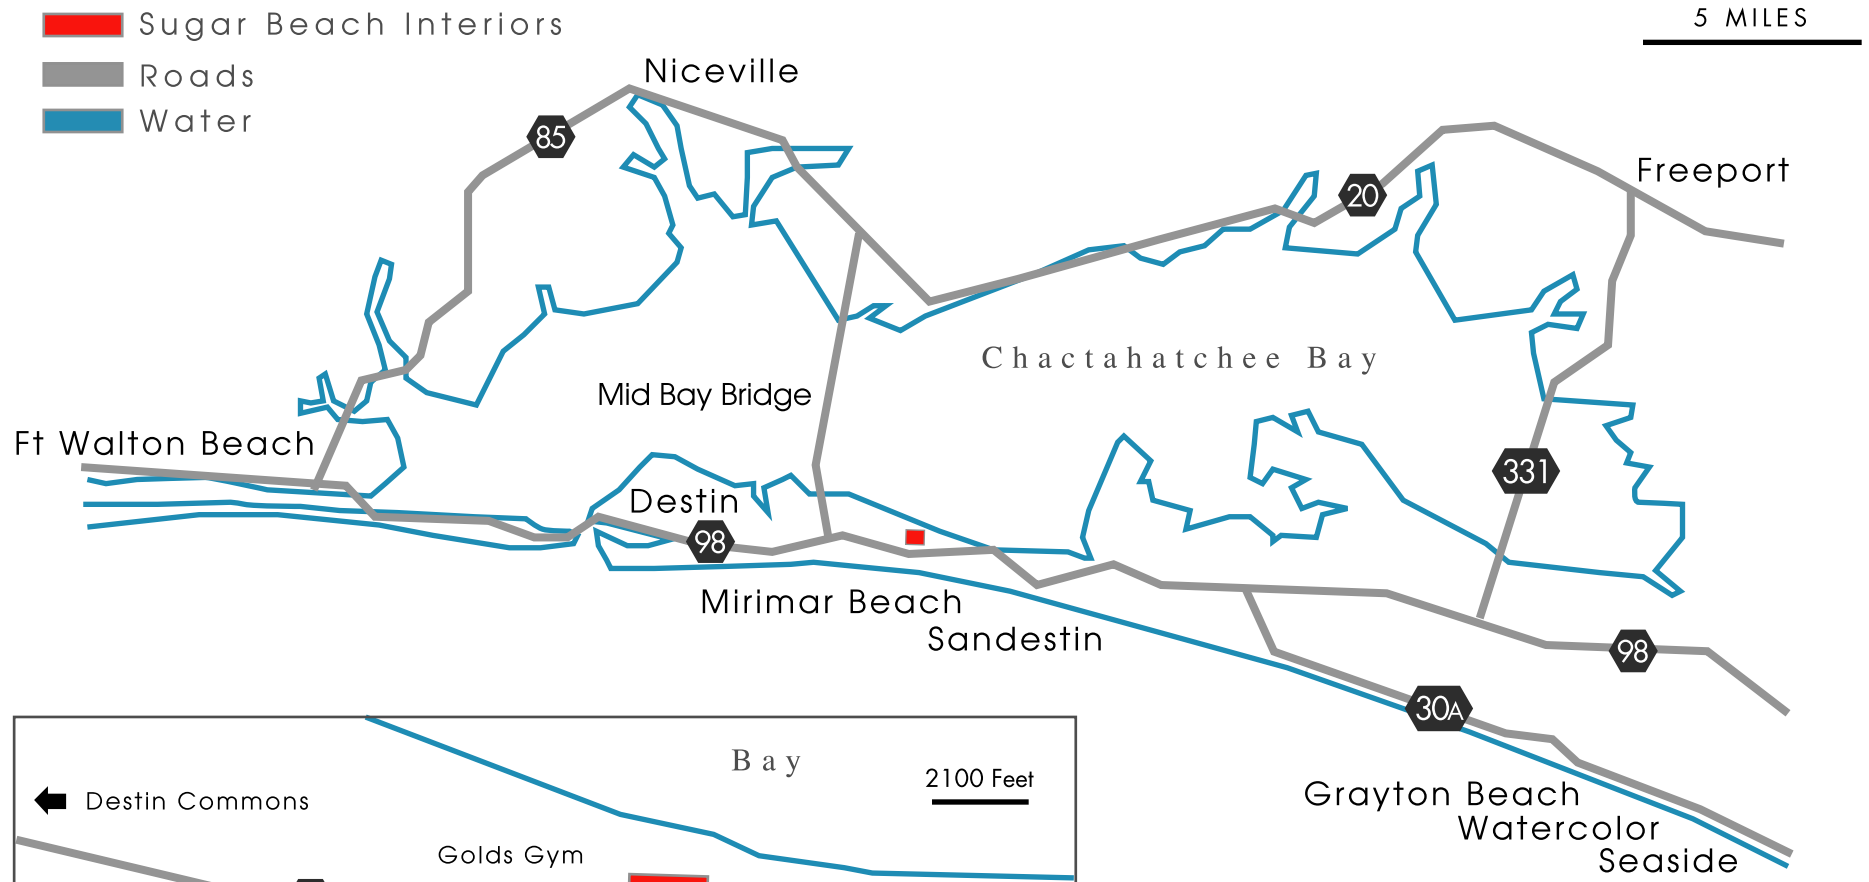 Sugar Beach Interiors
5 MILES
Roads
Water
Niceville
85
Freeport
20
Chactahatchee Bay
Mid Bay Bridge
Ft Walton Beach
331
Destin
98
Mirimar Beach
Sandestin
98
30A
Bay
2100 Feet
Destin Commons
Grayton Beach
Watercolor
Golds Gym
Seaside